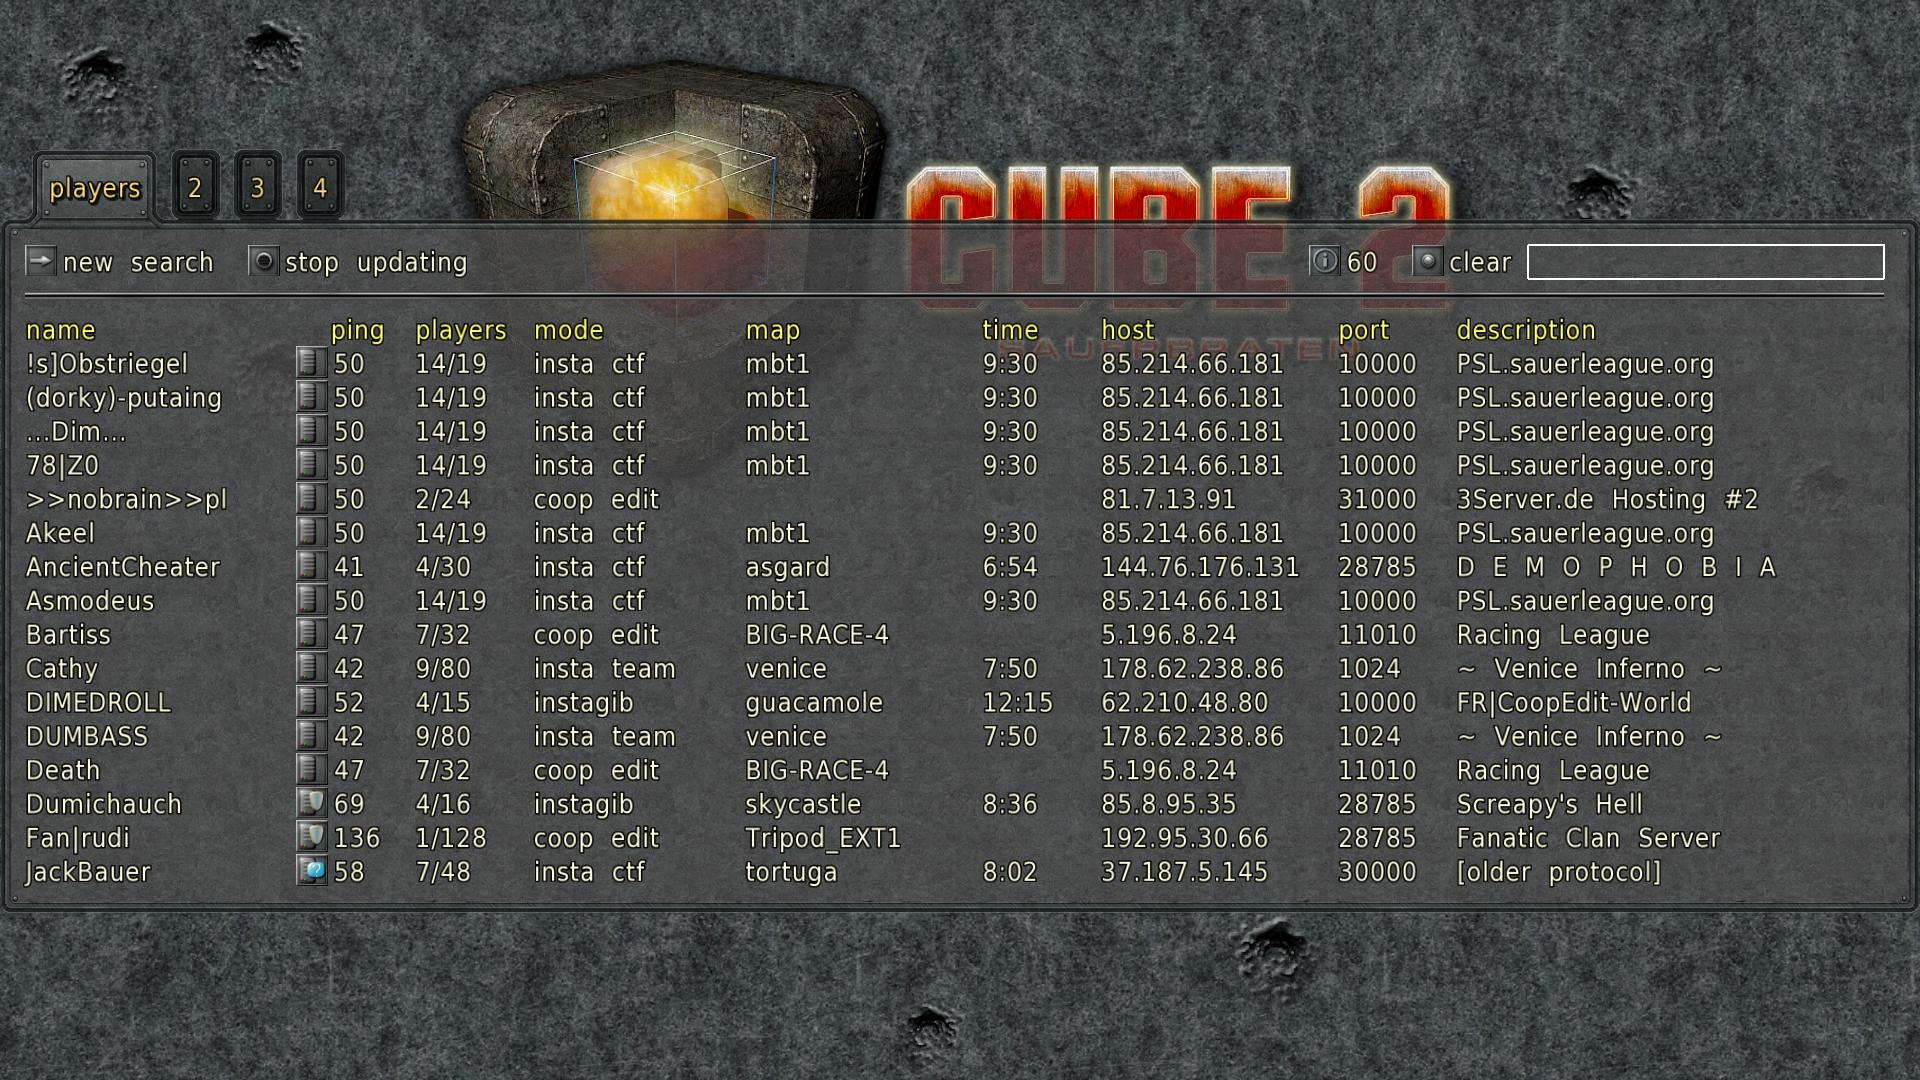 CUBE 2
SAUERBRATEN
players 2 3 4
new search stop updating 60 clear
name ping players mode map time host port description
!s]Obstriegel 50 14/19 insta ctf mbt1 9:30 85.214.66.181 10000 PSL.sauerleague.org
(dorky)-putaing 50 14/19 insta ctf mbt1 9:30 85.214.66.181 10000 PSL.sauerleague.org
...Dim... 50 14/19 insta ctf mbt1 9:30 85.214.66.181 10000 PSL.sauerleague.org
78|Z0 50 14/19 insta ctf mbt1 9:30 85.214.66.181 10000 PSL.sauerleague.org
>>nobrain>>pl 50 2/24 coop edit 81.7.13.91 31000 3Server.de Hosting #2
Akeel 50 14/19 insta ctf mbt1 9:30 85.214.66.181 10000 PSL.sauerleague.org
AncientCheater 41 4/30 insta ctf asgard 6:54 144.76.176.131 28785 D E M O P H O B I A
Asmodeus 50 14/19 insta ctf mbt1 9:30 85.214.66.181 10000 PSL.sauerleague.org
Bartiss 47 7/32 coop edit BIG-RACE-4 5.196.8.24 11010 Racing League
Cathy 42 9/80 insta team venice 7:50 178.62.238.86 1024 ~ Venice Inferno ~
DIMEDROLL 52 4/15 instagib guacamole 12:15 62.210.48.80 10000 FR|CoopEdit-World
DUMBASS 42 9/80 insta team venice 7:50 178.62.238.86 1024 ~ Venice Inferno ~
Death 47 7/32 coop edit BIG-RACE-4 5.196.8.24 11010 Racing League
Dumichauch 69 4/16 instagib skycastle 8:36 85.8.95.35 28785 Screapy's Hell
Fan|rudi 136 1/128 coop edit Tripod_EXT1 192.95.30.66 28785 Fanatic Clan Server
JackBauer 58 7/48 insta ctf tortuga 8:02 37.187.5.145 30000 [older protocol]